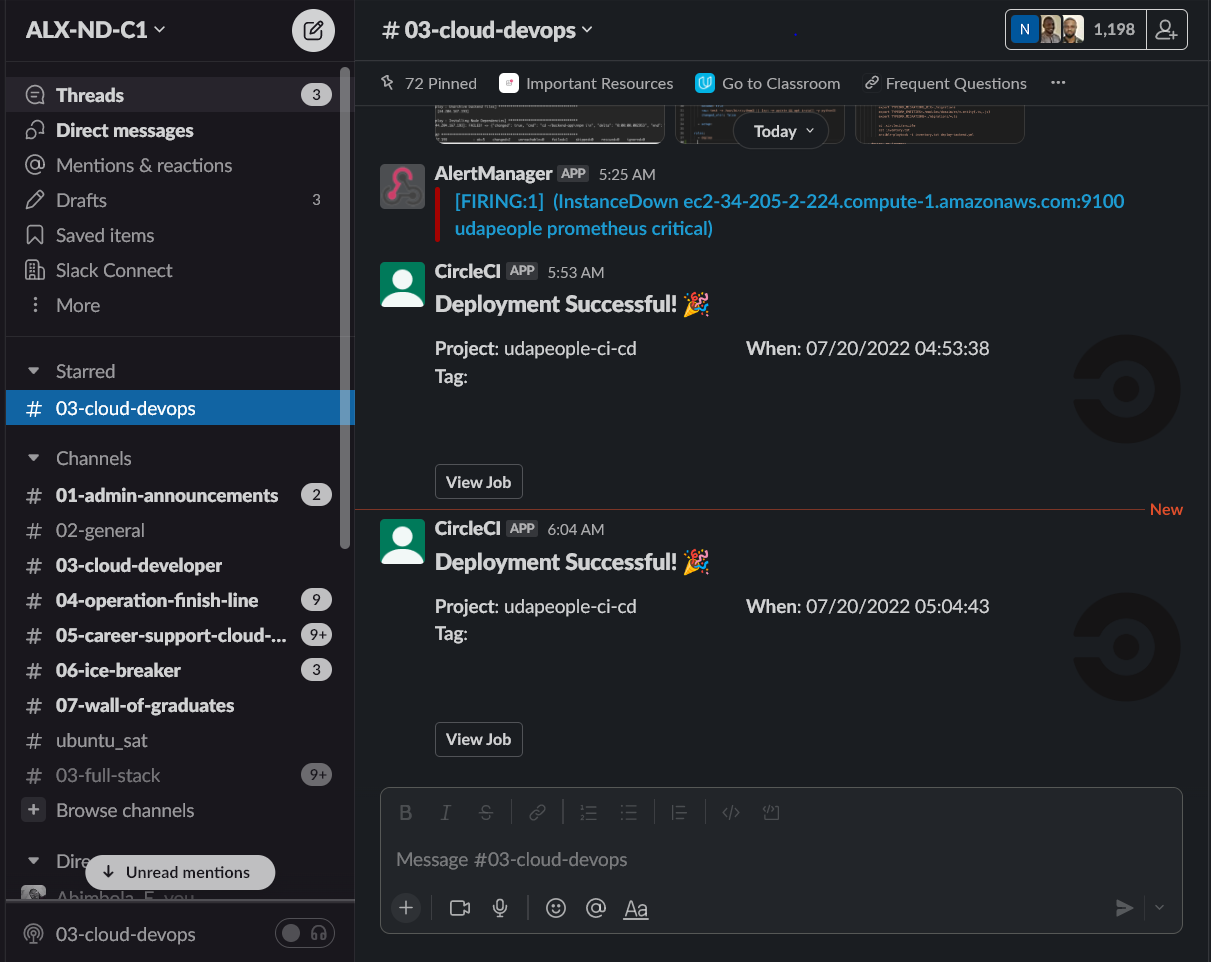 ALX-ND-C1
Threads 3
Direct messages
Mentions & reactions
Drafts 3
Saved items
Slack Connect
More
Starred
# 03-cloud-devops
Channels
# 01-admin-announcements 2
# 02-general
# 03-cloud-developer
# 04-operation-finish-line 9
# 05-career-support-cloud-... 9+
# 06-ice-breaker 3
# 07-wall-of-graduates
# ubuntu_sat
# 03-full-stack 9+
+ Browse channels
Dire
Unread mentions
Abimbola, E, you
03-cloud-devops
# 03-cloud-devops
N 1,198
72 Pinned Important Resources Go to Classroom Frequent Questions ...
Today
AlertManager APP 5:25 AM
[FIRING:1] (InstanceDown ec2-34-205-2-224.compute-1.amazonaws.com:9100
udapeople prometheus critical)
CircleCI APP 5:53 AM
Deployment Successful! 🎉
Project: udapeople-ci-cd When: 07/20/2022 04:53:38
Tag:
View Job
New
CircleCI APP 6:04 AM
Deployment Successful! 🎉
Project: udapeople-ci-cd When: 07/20/2022 05:04:43
Tag:
View Job
B I S
Message #03-cloud-devops
+ @ Aa